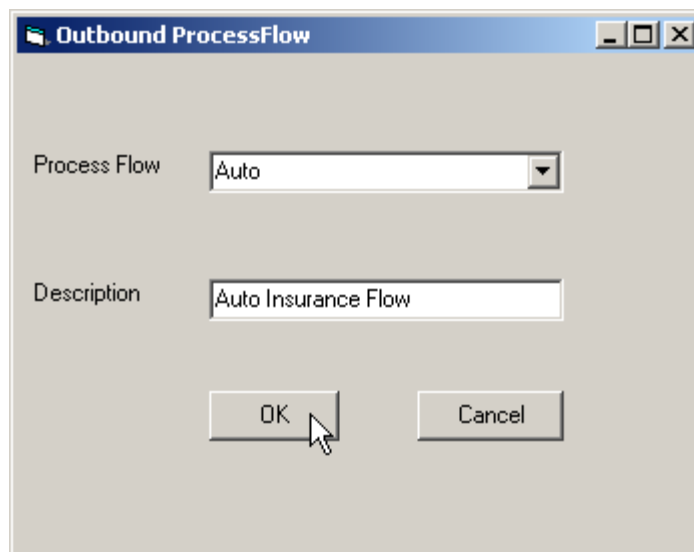 Outbound ProcessFlow
Process Flow Auto
Description Auto Insurance Flow
OK Cancel